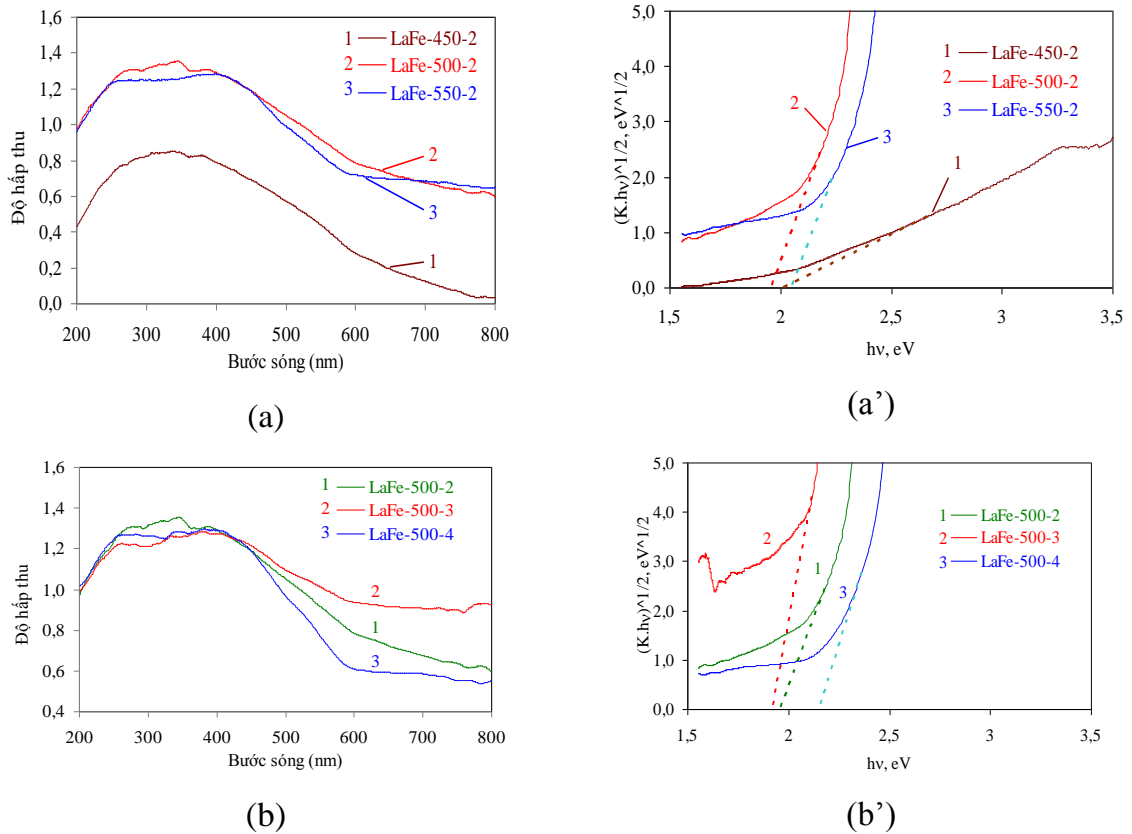 1,6
1,4
1,2
1,0
0,8
0,6
0,4
0,2
0,0
200 300 400 500 600 700 800
Độ hấp thu
Bước sóng (nm)
1 LaFe-450-2
2 LaFe-500-2
3 LaFe-550-2
2
3
1
(a)
5,0
4,0
3,0
2,0
1,0
0,0
1,5 2 2,5 3 3,5
(K.hν)^1/2, eV^1/2
hν, eV
1 LaFe-450-2
2 LaFe-500-2
3 LaFe-550-2
2
3
1
(a’)
1,6
1,4
1,2
1,0
0,8
0,6
0,4
200 300 400 500 600 700 800
Độ hấp thu
Bước sóng (nm)
1 LaFe-500-2
2 LaFe-500-3
3 LaFe-500-4
2
1
3
(b)
5,0
4,0
3,0
2,0
1,0
0,0
1,5 2 2,5 3 3,5
(K.hν)^1/2, eV^1/2
hν, eV
1 LaFe-500-2
2 LaFe-500-3
3 LaFe-500-4
2
1
3
(b’)